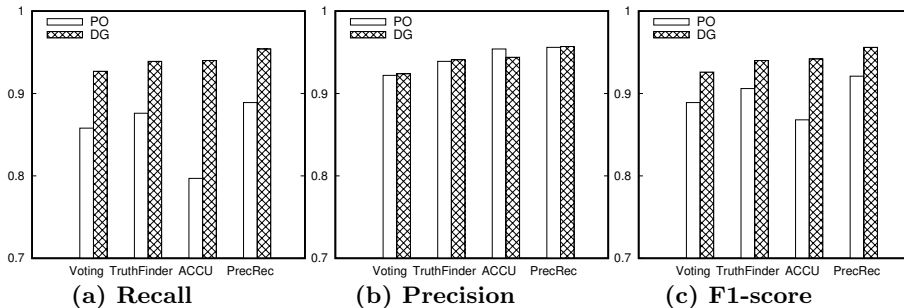 1
0.9
0.8
0.7
PO
DG
Voting TruthFinder ACCU PrecRec
(a) Recall
1
0.9
0.8
0.7
PO
DG
Voting TruthFinder ACCU PrecRec
(b) Precision
1
0.9
0.8
0.7
PO
DG
Voting TruthFinder ACCU PrecRec
(c) F1-score